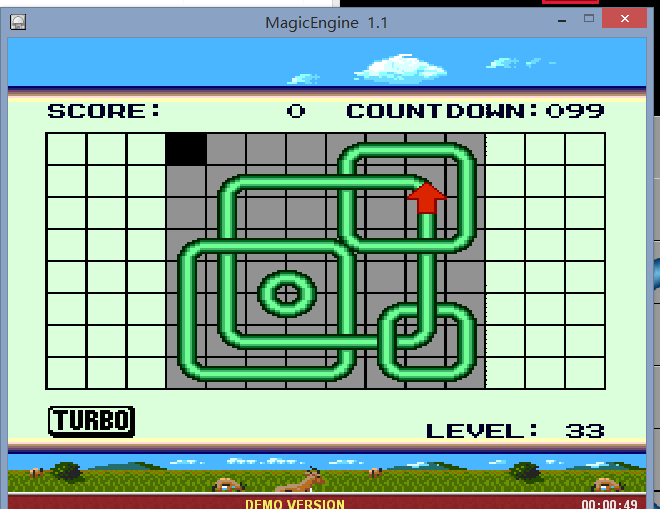 MagicEngine 1.1
SCORE: 0 COUNTDOWN:099
TURBO
LEVEL: 33
DEMO VERSION 00:00:49